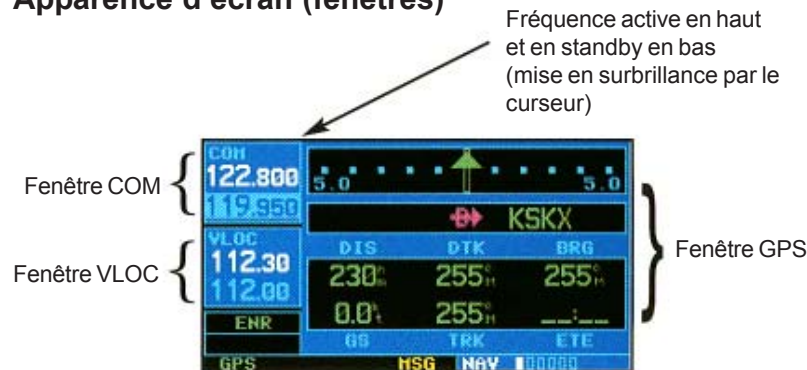 Apparence d'écran (fenêtres)
Fréquence active en haut
et en standby en bas
(mise en surbrillance par le
curseur)
Fenêtre COM
Fenêtre VLOC
Fenêtre GPS
COM
122.800
119.950
VLOC
112.30
112.00
ENR
GPS
5.0 5.0
KSKX
DIS DTK BRG
230 255 255
0.0 255 __:__
GS TRK ETE
MSG NAV